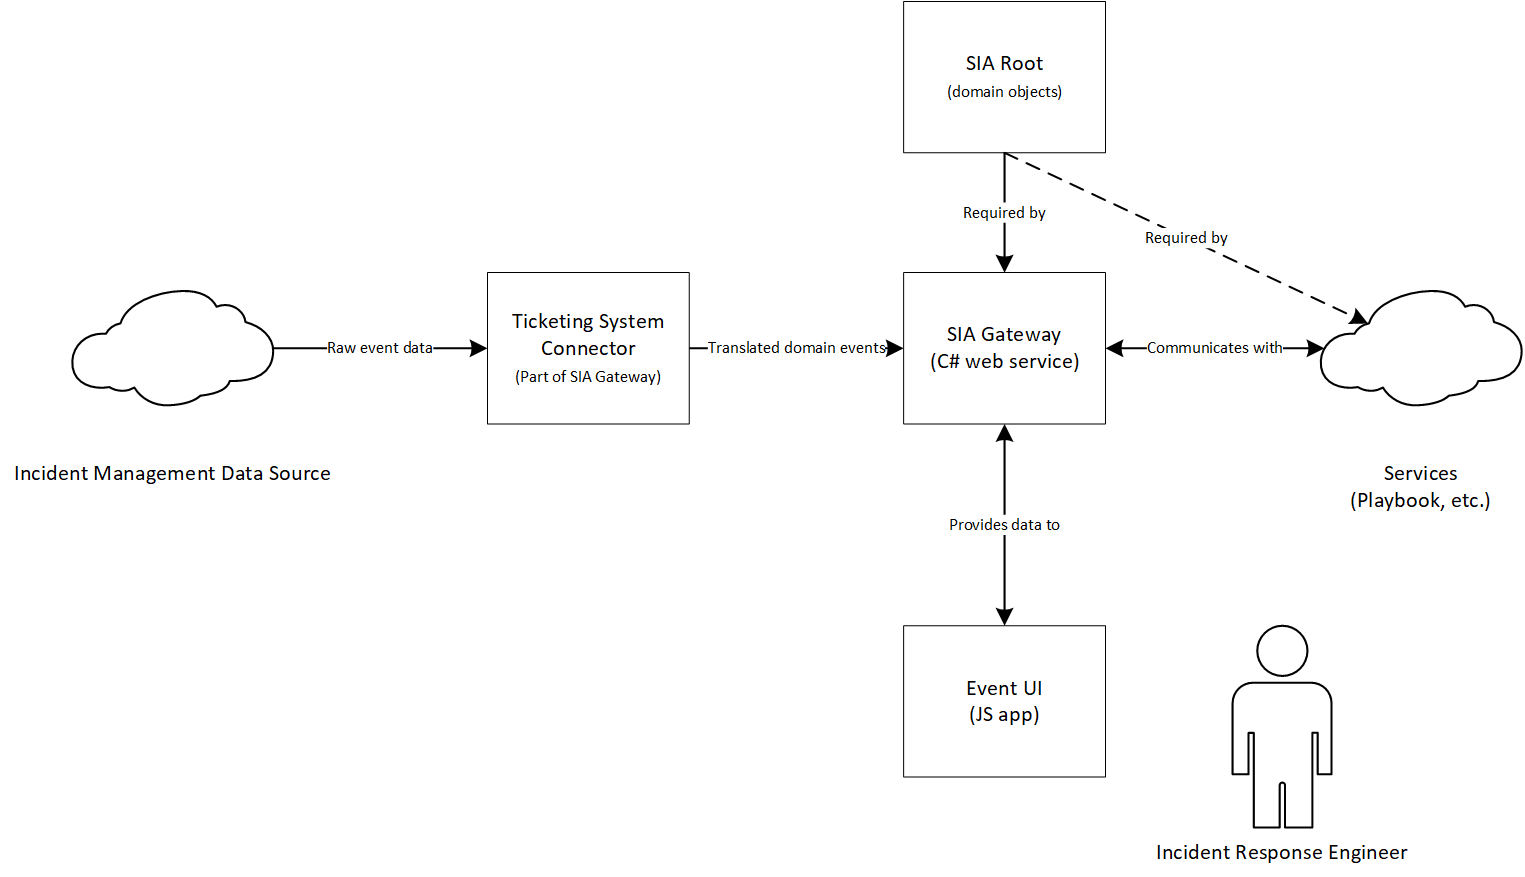 SIA Root
(domain objects)
Required by
Required by
Ticketing System
Connector
(Part of SIA Gateway)
SIA Gateway
(C# web service)
Raw event data
Translated domain events
Communicates with
Incident Management Data Source
Services
(Playbook, etc.)
Provides data to
Event UI
(JS app)
Incident Response Engineer